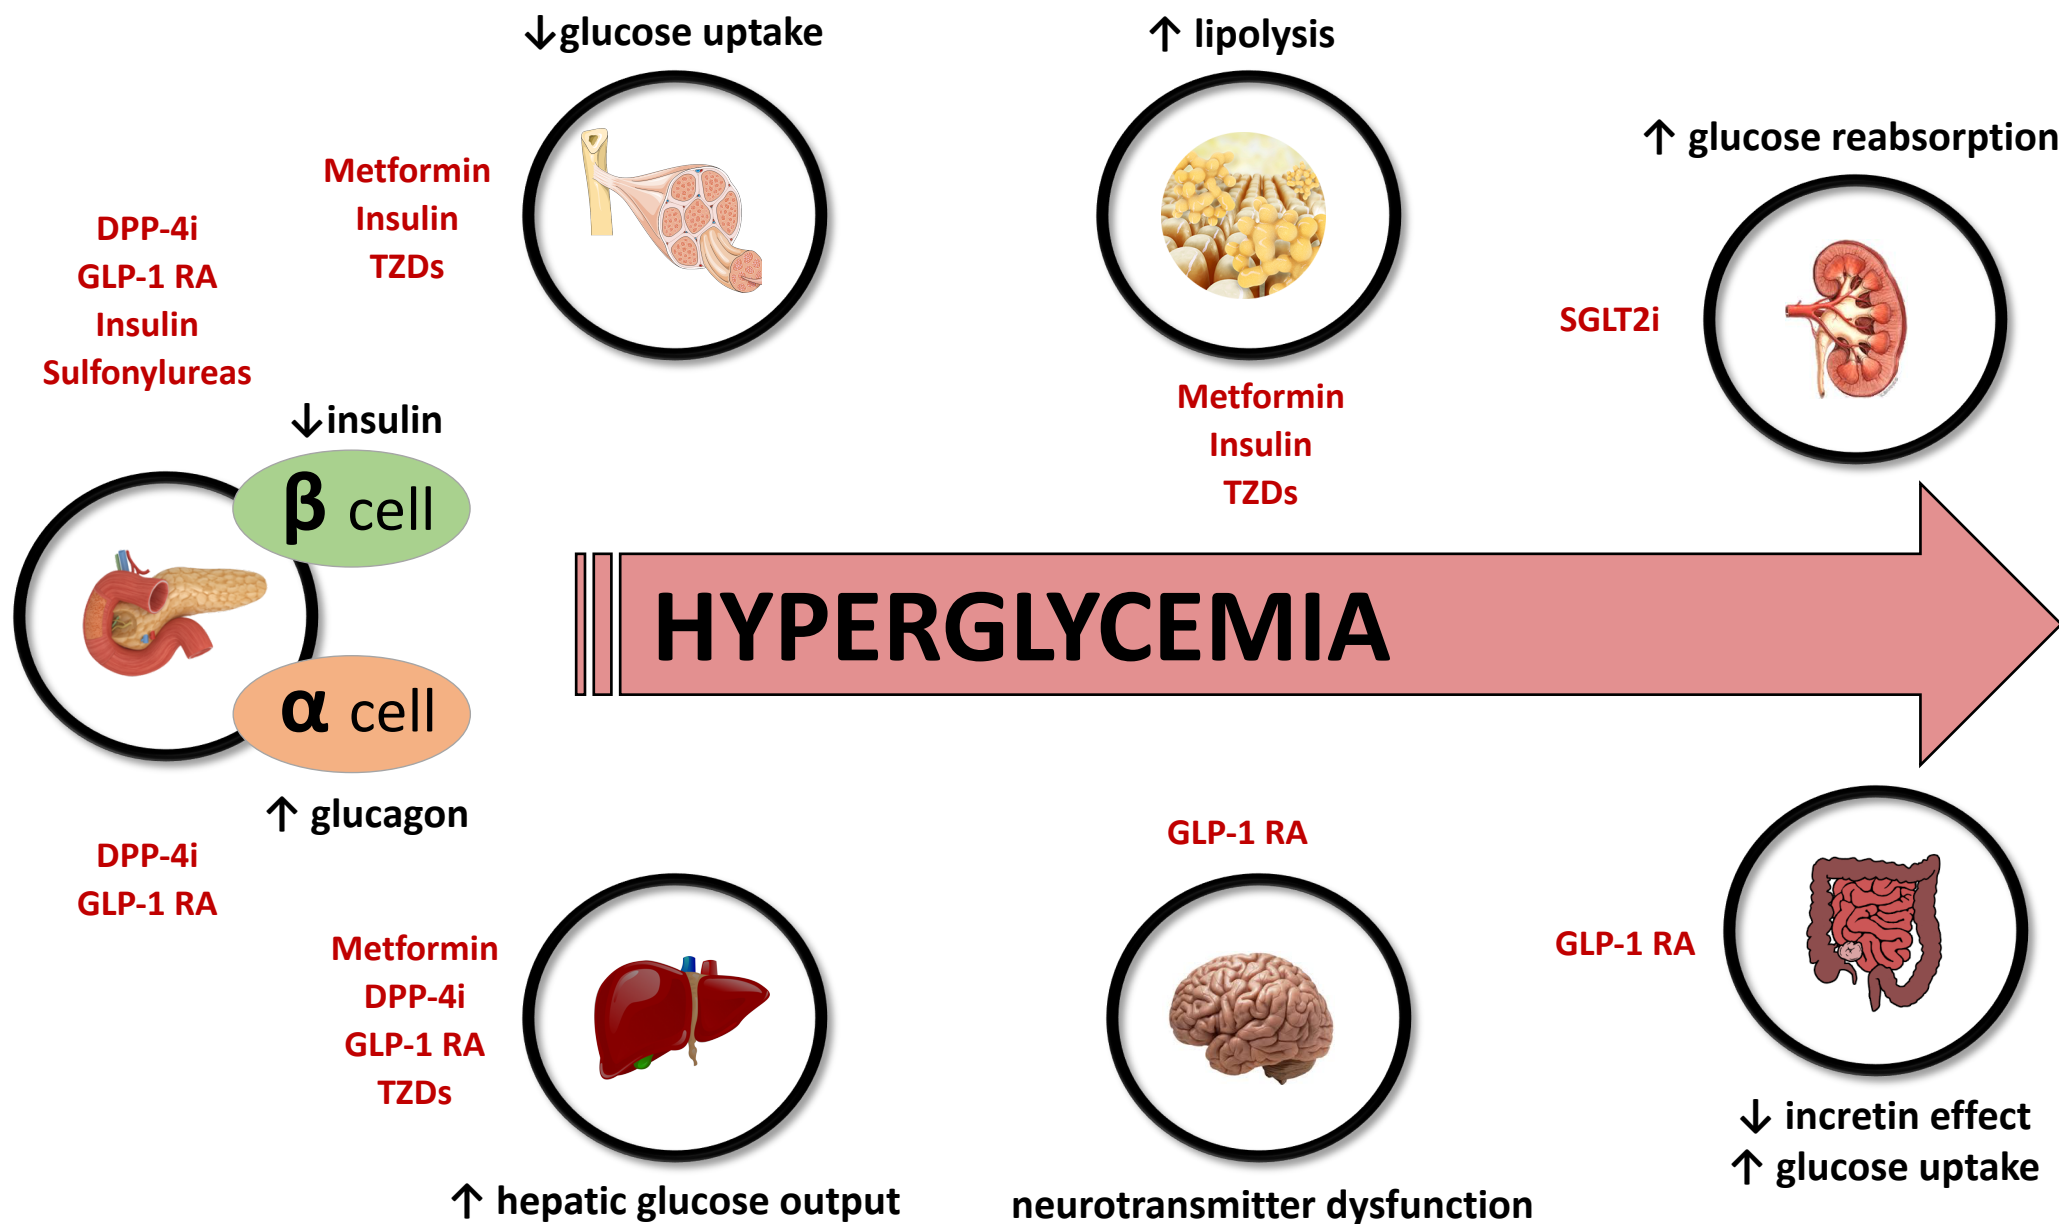 ↓glucose uptake
↑ lipolysis
↑ glucose reabsorption
Metformin
Insulin
TZDs
DPP-4i
GLP-1 RA
Insulin
Sulfonylureas
SGLT2i
Metformin
Insulin
TZDs
↓insulin
β cell
HYPERGLYCEMIA
α cell
↑ glucagon
DPP-4i
GLP-1 RA
GLP-1 RA
Metformin
DPP-4i
GLP-1 RA
TZDs
GLP-1 RA
↓ incretin effect
↑ glucose uptake
↑ hepatic glucose output
neurotransmitter dysfunction